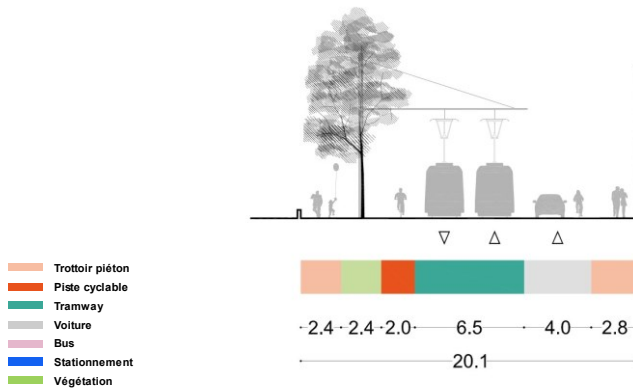 Trottoir piéton
Piste cyclable
Tramway
Voiture
Bus
Stationnement
Végétation
2.4 2.4 2.0 6.5 4.0 2.8
20.1